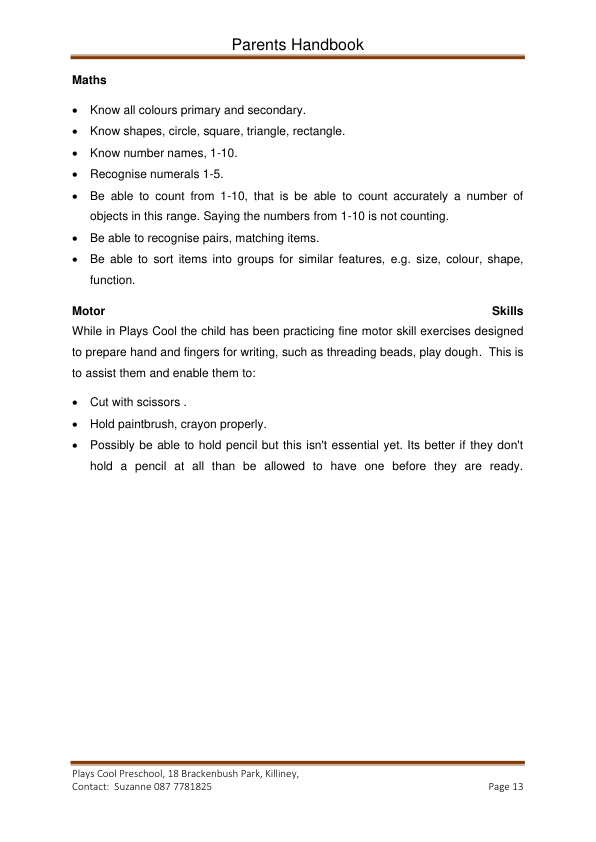 Parents Handbook
Maths
• Know all colours primary and secondary.
• Know shapes, circle, square, triangle, rectangle.
• Know number names, 1-10.
• Recognise numerals 1-5.
• Be able to count from 1-10, that is be able to count accurately a number of
objects in this range. Saying the numbers from 1-10 is not counting.
• Be able to recognise pairs, matching items.
• Be able to sort items into groups for similar features, e.g. size, colour, shape,
function.
Motor Skills
While in Plays Cool the child has been practicing fine motor skill exercises designed
to prepare hand and fingers for writing, such as threading beads, play dough.  This is
to assist them and enable them to:
• Cut with scissors .
• Hold paintbrush, crayon properly.
• Possibly be able to hold pencil but this isn't essential yet. Its better if they don't
hold a pencil at all than be allowed to have one before they are ready.
Plays Cool Preschool, 18 Brackenbush Park, Killiney,
Contact:  Suzanne 087 7781825 Page 13